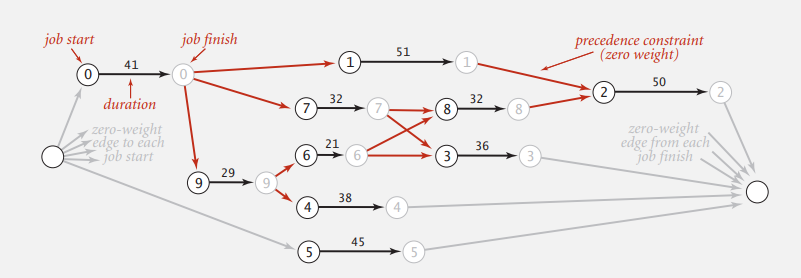 job start
job finish
precedence constraint
(zero weight)
41
0
0
duration
51
1
1
50
2
2
32
7
7
32
8
8
zero-weight
edge to each
job start
zero-weight
edge from each
job finish
21
6
6
36
3
3
29
9
9
38
4
4
45
5
5